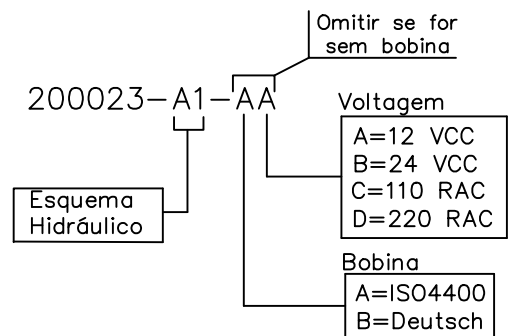 Omitir se for
sem bobina
200023-A1-AA
Voltagem
A=12 VCC
B=24 VCC
C=110 RAC
D=220 RAC
Esquema
Hidráulico
Bobina
A=ISO4400
B=Deutsch